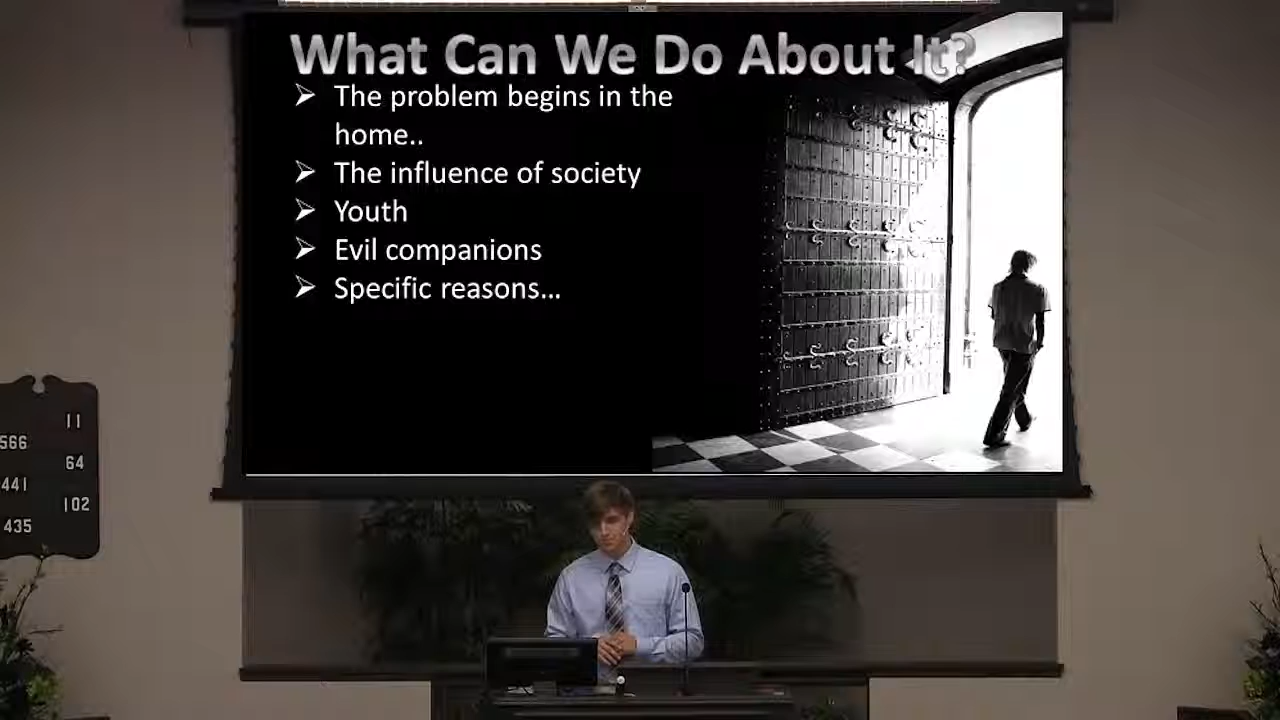 What Can We Do About It?
➢ The problem begins in the
home..
➢ The influence of society
➢ Youth
➢ Evil companions
➢ Specific reasons...
11
566
64
441
102
435